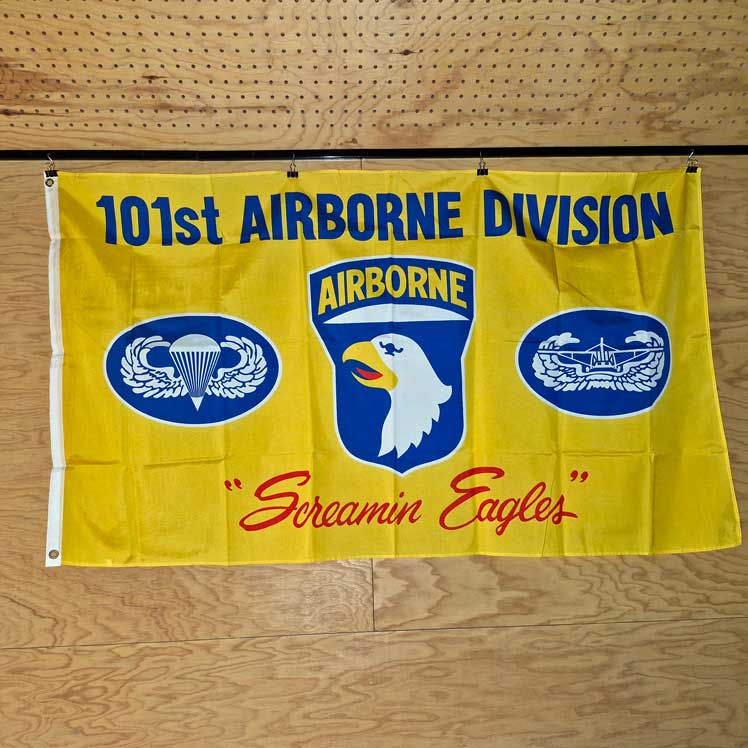 101st AIRBORNE DIVISION
AIRBORNE
"Screamin Eagles"